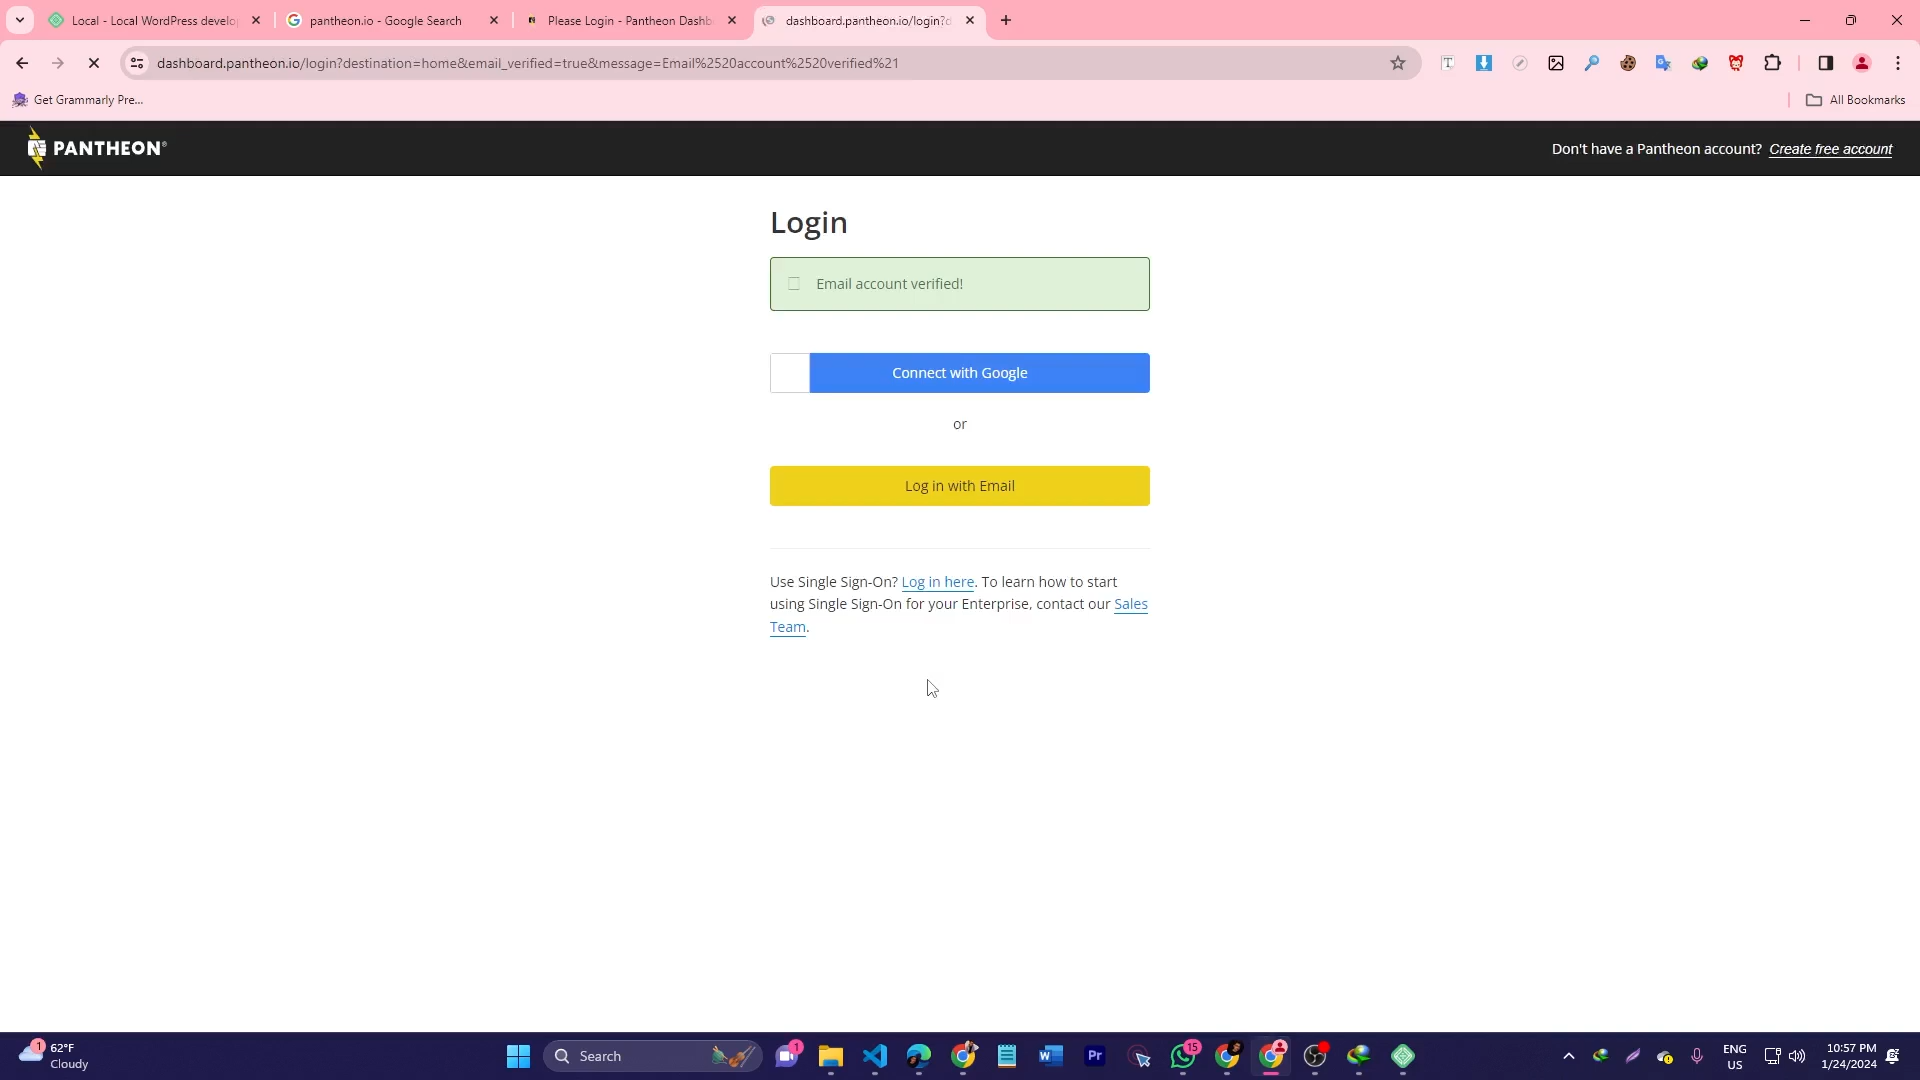 Local - Local WordPress develo
pantheon.io - Google Search
Please Login - Pantheon Dashb
dashboard.pantheon.io/login?d
dashboard.pantheon.io/login?destination=home&email_verified=true&message=Email%2520account%2520verified%21
Get Grammarly Pre...
All Bookmarks
PANTHEON®
Don't have a Pantheon account? Create free account
Login
Email account verified!
Connect with Google
or
Log in with Email
Use Single Sign-On? Log in here. To learn how to start
using Single Sign-On for your Enterprise, contact our Sales
Team.
1
62°F
Cloudy
Search
1
Pr
15
ENG
US
10:57 PM
1/24/2024